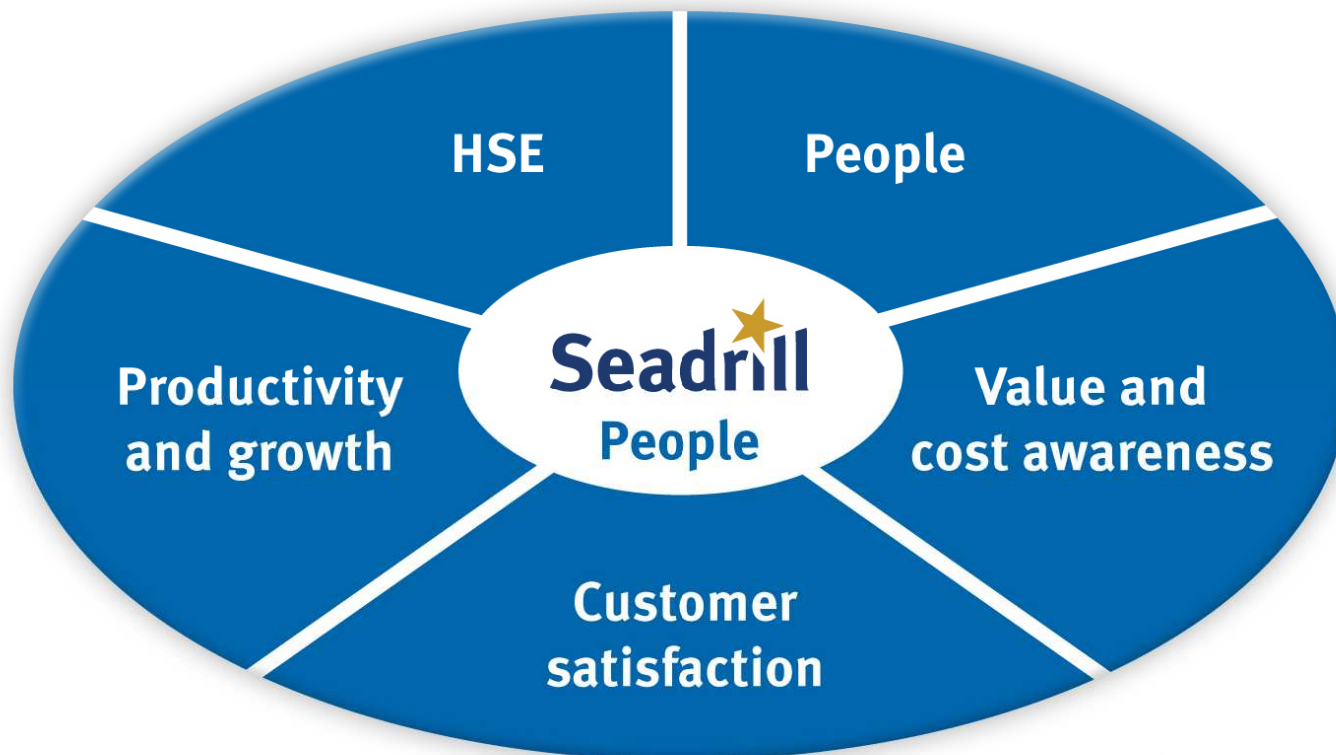 HSE
People
Seadrill
People
Productivity
and growth
Value and
cost awareness
Customer
satisfaction